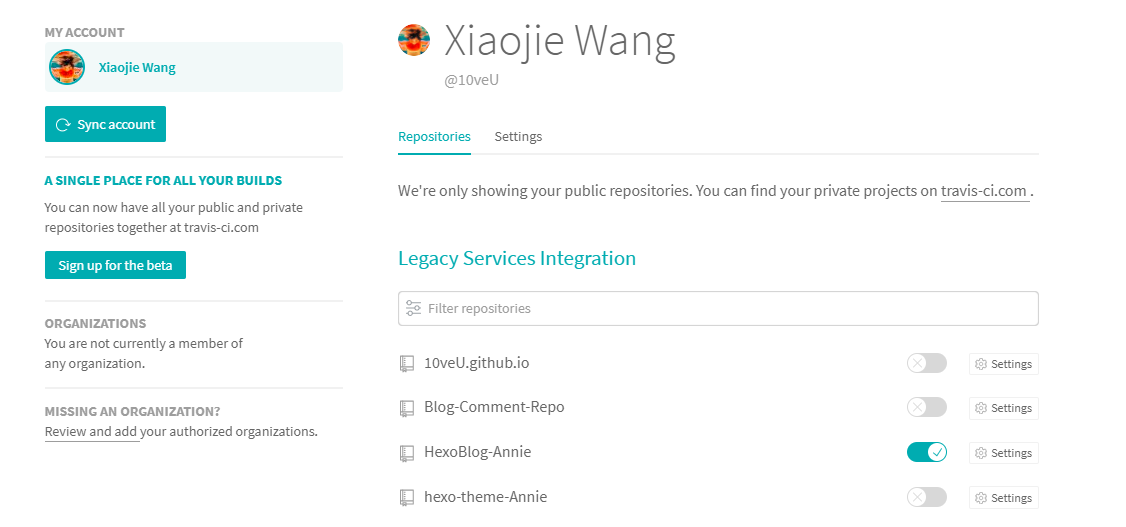 MY ACCOUNT
Xiaojie Wang
Sync account
A SINGLE PLACE FOR ALL YOUR BUILDS
You can now have all your public and private
repositories together at travis-ci.com
Sign up for the beta
ORGANIZATIONS
You are not currently a member of
any organization.
MISSING AN ORGANIZATION?
Review and add your authorized organizations.
Xiaojie Wang
@10veU
Repositories Settings
We're only showing your public repositories. You can find your private projects on travis-ci.com .
Legacy Services Integration
Filter repositories
10veU.github.io Settings
Blog-Comment-Repo Settings
HexoBlog-Annie Settings
hexo-theme-Annie Settings